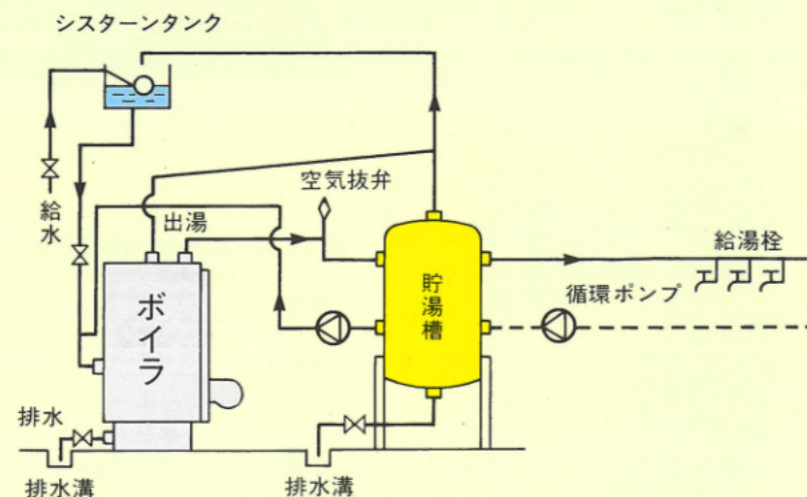 シスターンタンク
給水
出湯
空気抜弁
ボイラ
貯湯槽
給湯栓
循環ポンプ
排水
排水溝
排水溝